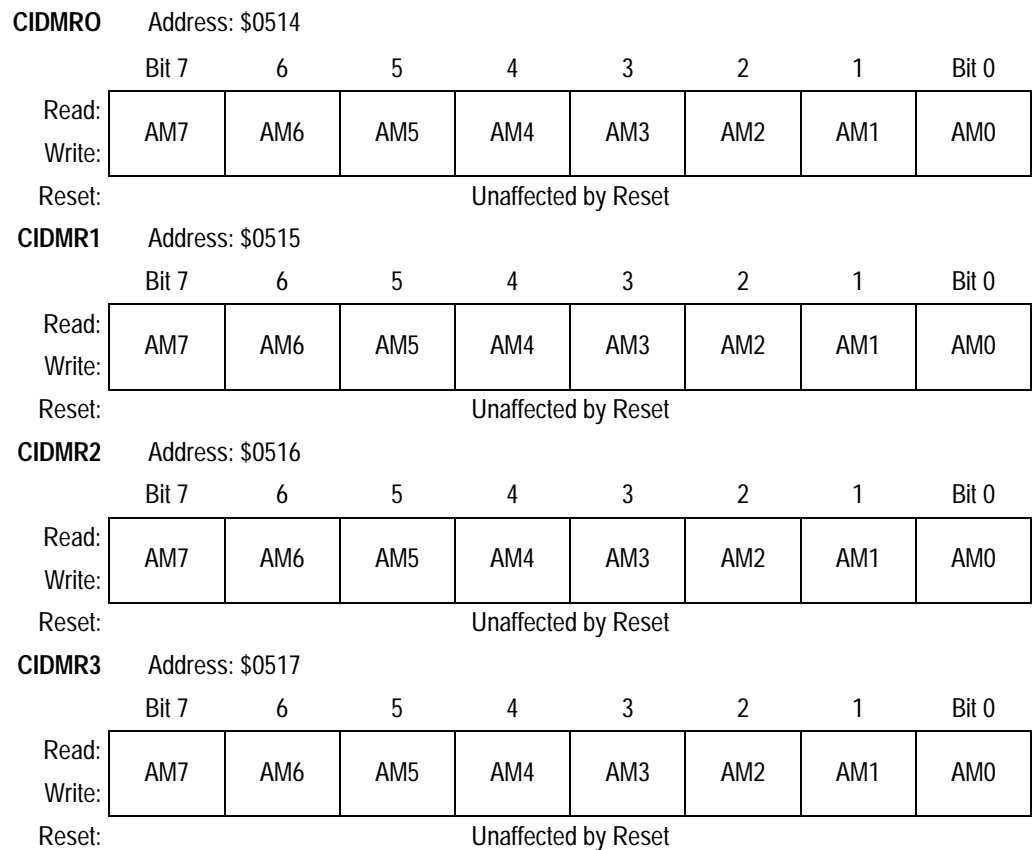 CIDMRO Address: $0514
Bit 7 6 5 4 3 2 1 Bit 0
Read:
AM7 AM6 AM5 AM4 AM3 AM2 AM1 AM0
Write:
Reset: Unaffected by Reset
CIDMR1 Address: $0515
Bit 7 6 5 4 3 2 1 Bit 0
Read:
AM7 AM6 AM5 AM4 AM3 AM2 AM1 AM0
Write:
Reset: Unaffected by Reset
CIDMR2 Address: $0516
Bit 7 6 5 4 3 2 1 Bit 0
Read:
AM7 AM6 AM5 AM4 AM3 AM2 AM1 AM0
Write:
Reset: Unaffected by Reset
CIDMR3 Address: $0517
Bit 7 6 5 4 3 2 1 Bit 0
Read:
AM7 AM6 AM5 AM4 AM3 AM2 AM1 AM0
Write:
Reset: Unaffected by Reset